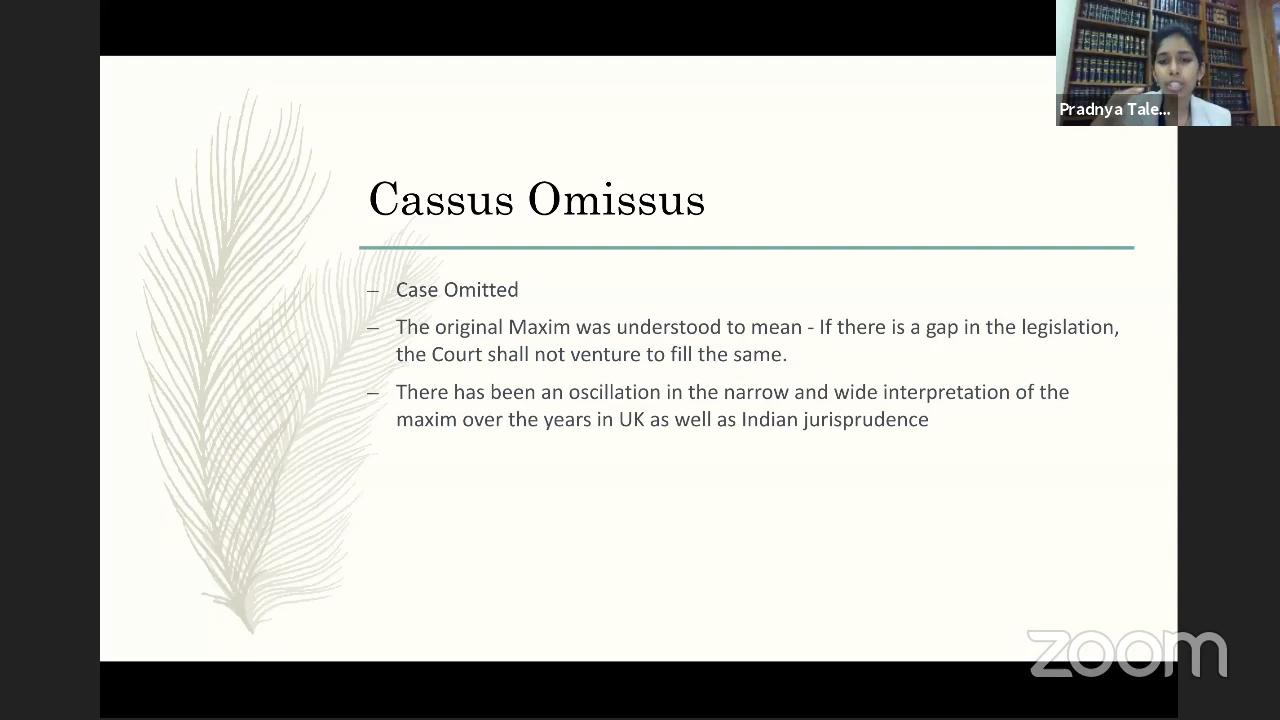 Pradnya Tale...
Cassus Omissus
– Case Omitted
– The original Maxim was understood to mean - If there is a gap in the legislation,
the Court shall not venture to fill the same.
– There has been an oscillation in the narrow and wide interpretation of the
maxim over the years in UK as well as Indian jurisprudence
zoom